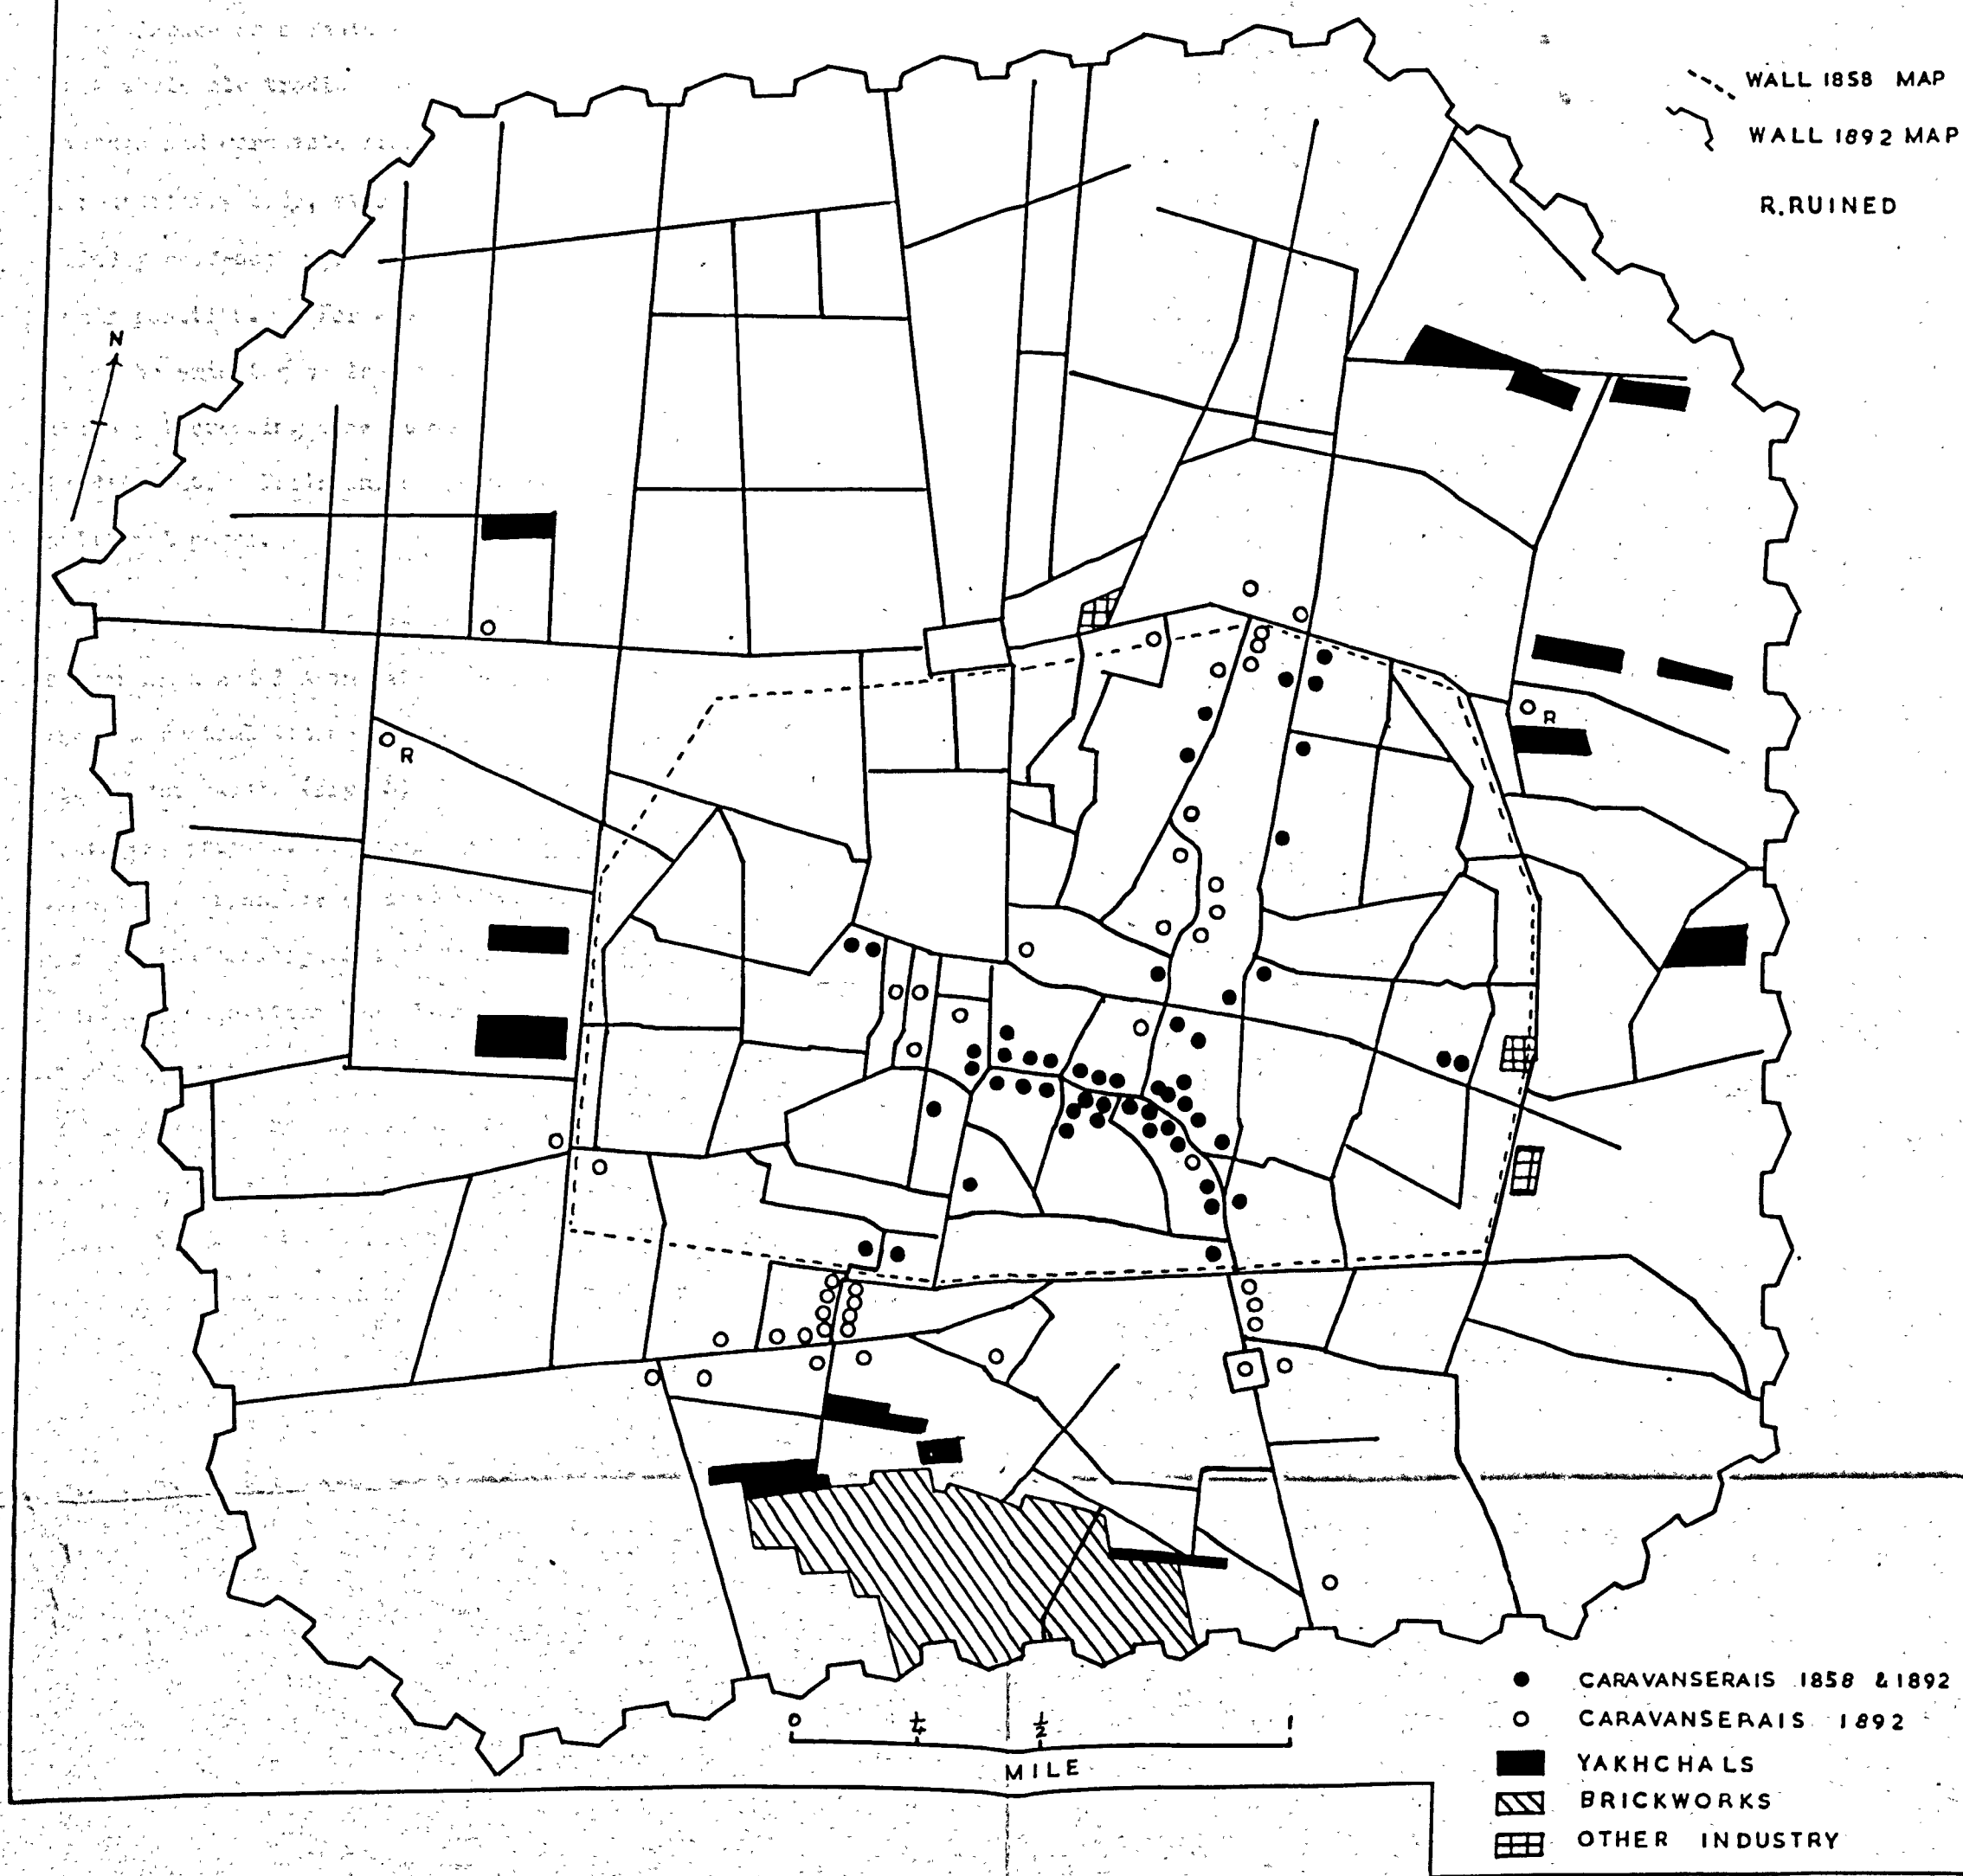 WALL 1858 MAP
WALL 1892 MAP
R. RUINED
N
R
R
0 1/4 1/2 1
MILE
CARAVANSERAIS 1858 & 1892
CARAVANSERAIS 1892
YAKHCHALS
BRICKWORKS
OTHER INDUSTRY